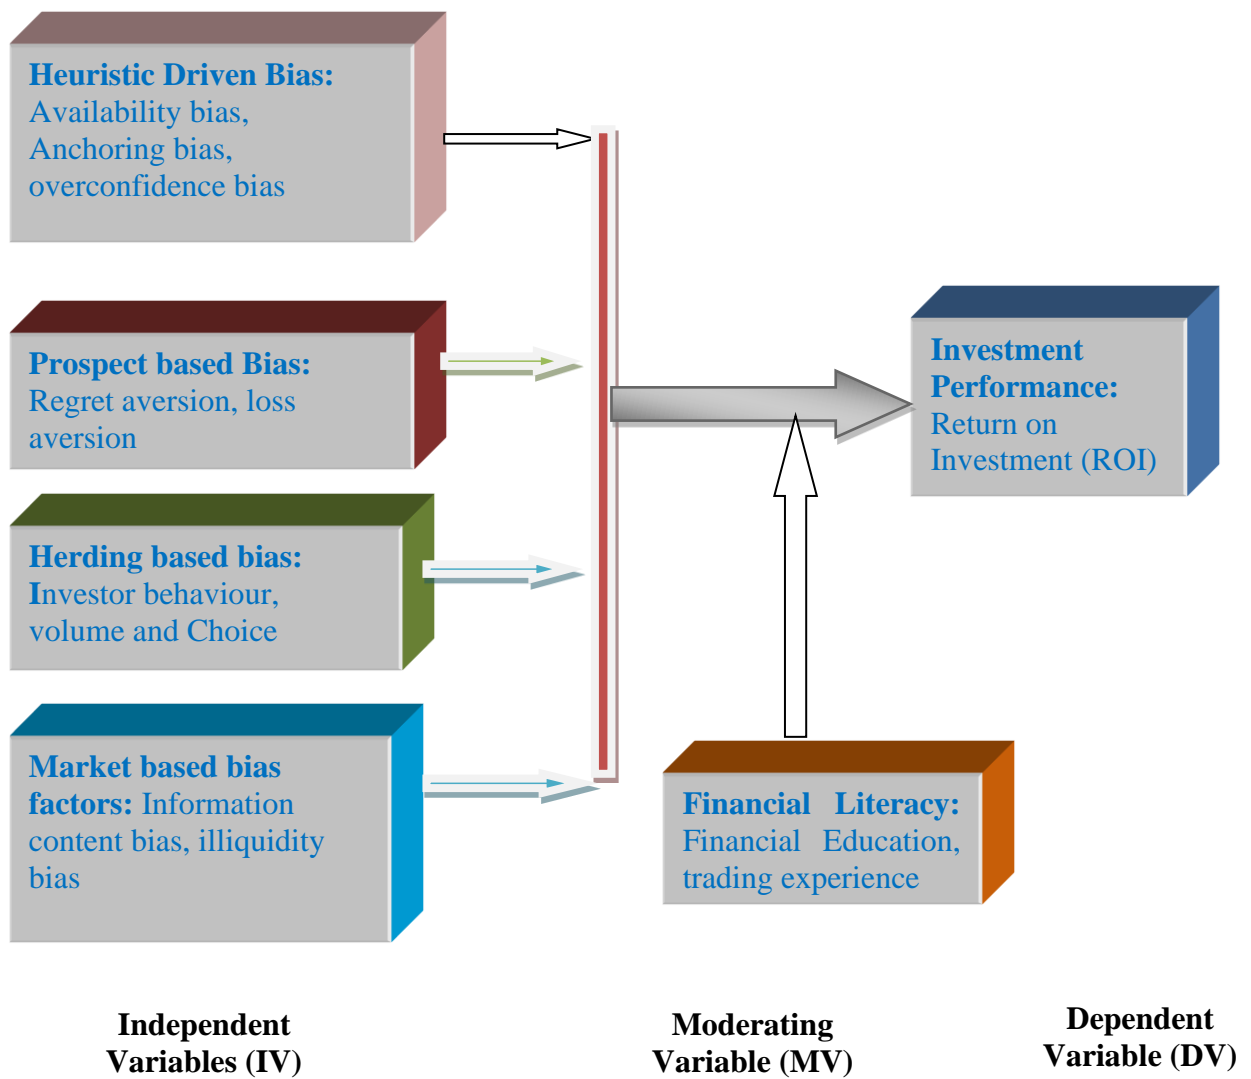 Heuristic Driven Bias:
Availability bias,
Anchoring bias,
overconfidence bias
Prospect based Bias:
Regret aversion, loss
aversion
Herding based bias:
Investor behaviour,
volume and Choice
Market based bias
factors: Information
content bias, illiquidity
bias
Investment
Performance:
Return on
Investment (ROI)
Financial Literacy:
Financial Education,
trading experience
Independent
Variables (IV)
Moderating
Variable (MV)
Dependent
Variable (DV)